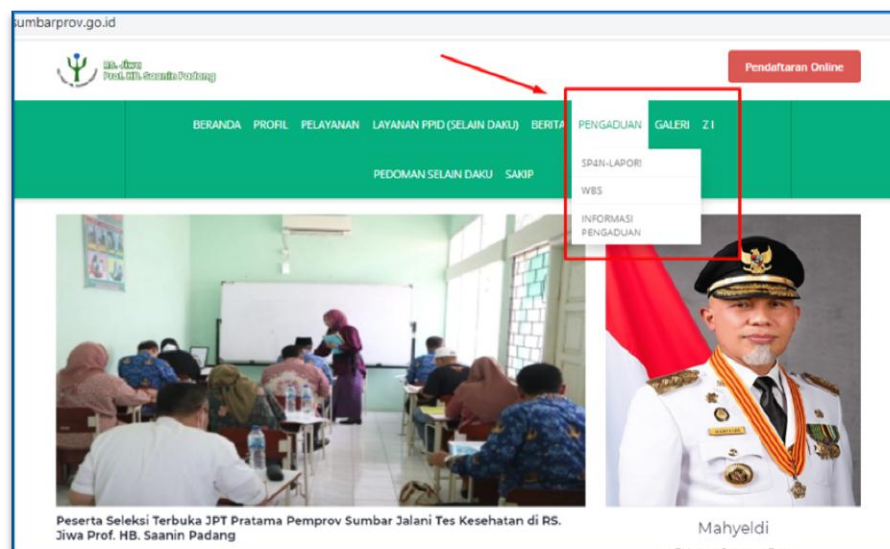 sumbarprov.go.id
RS. Jiwa
Prof. HB. Saanin Padang
Pendaftaran Online
BERANDA PROFIL PELAYANAN LAYANAN PPID (SELAIN DAKU) BERITA PENGADUAN GALERI Z I
PEDOMAN SELAIN DAKU SAKIP
SP4N-LAPOR!
WBS
INFORMASI
PENGADUAN
Peserta Seleksi Terbuka JPT Pratama Pemprov Sumbar Jalani Tes Kesehatan di RS.
Jiwa Prof. HB. Saanin Padang
Mahyeldi